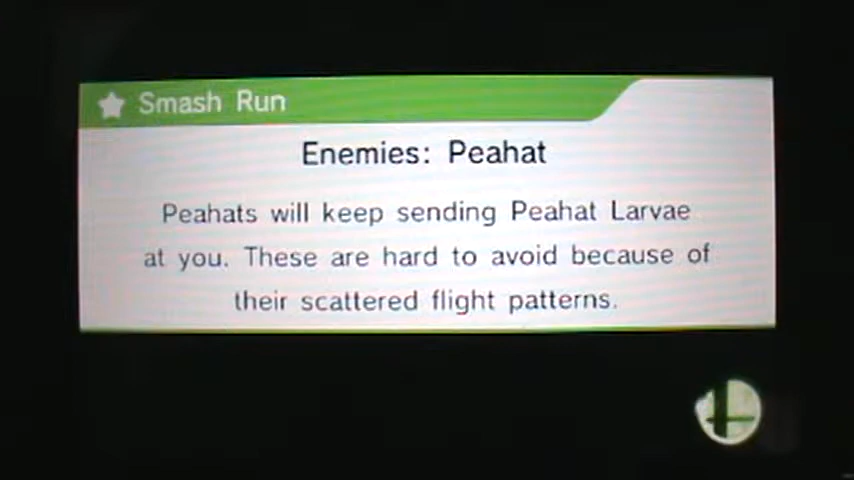 Smash Run
Enemies: Peahat
Peahats will keep sending Peahat Larvae
at you. These are hard to avoid because of
their scattered flight patterns.